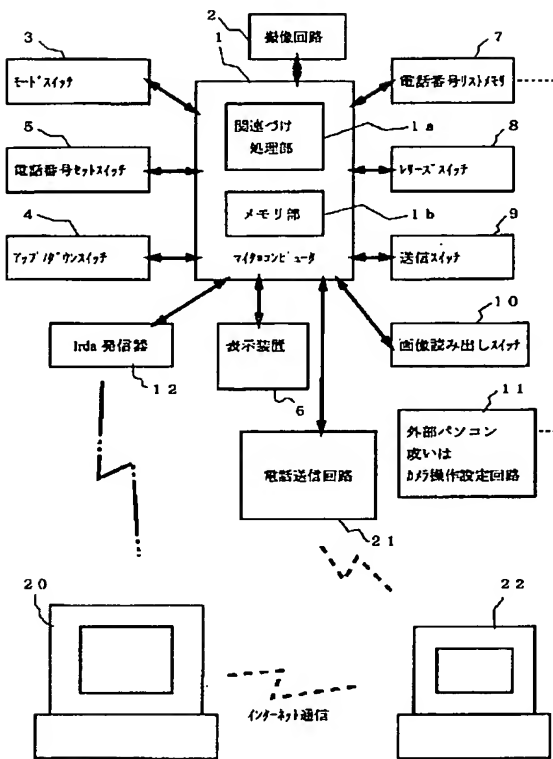 2
撮像回路
3
1
7
モードスイッチ
電話番号リストメモリ
関連づけ
処理部
1a
5
8
電話番号セットスイッチ
レリーズスイッチ
メモリ部
1b
4
9
アップ/ダウンスイッチ
マイクロコンピュータ
送信スイッチ
10
Irda 発信器
表示装置
画像読み出しスイッチ
12
6
11
外部パソコン
或いは
カメラ操作設定回路
電話送信回路
21
20
22
インターネット通信